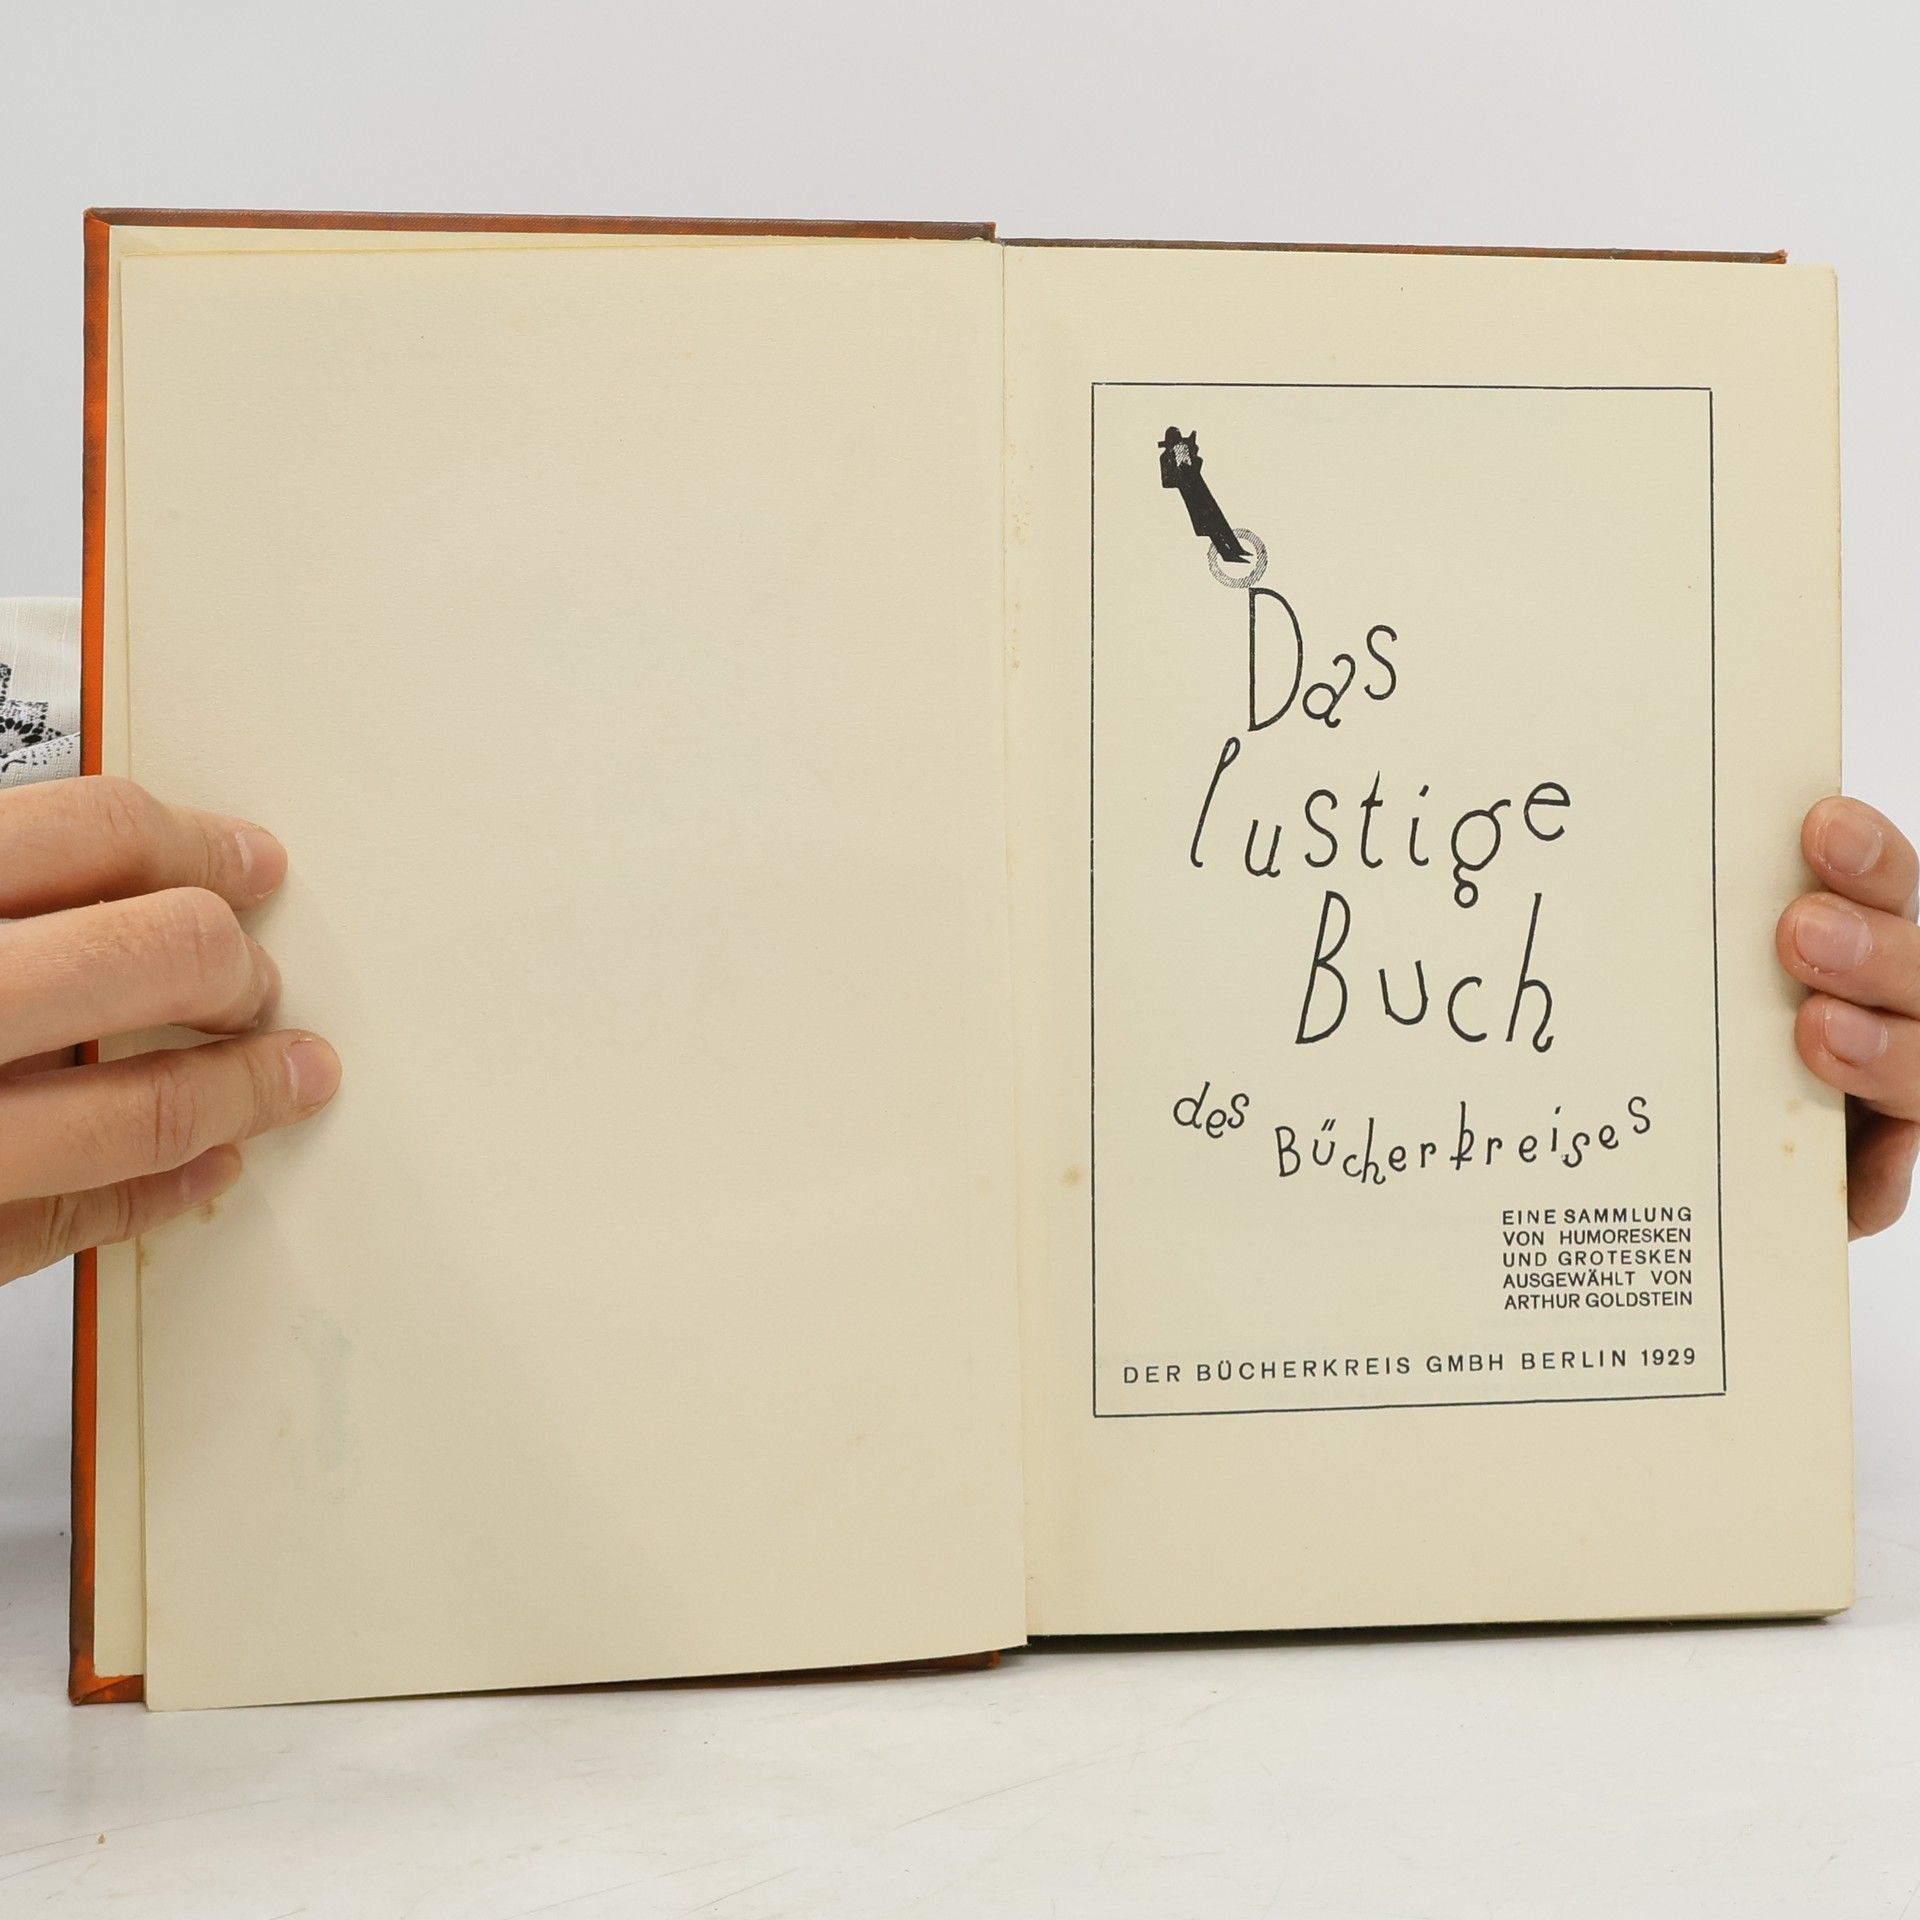 Das
lustige
Buch
des Bücherkreises
EINE SAMMLUNG
VON HUMORESKEN
UND GROTESKEN
AUSGEWÄHLT VON
ARTHUR GOLDSTEIN
DER BÜCHERKREIS GMBH BERLIN 1929